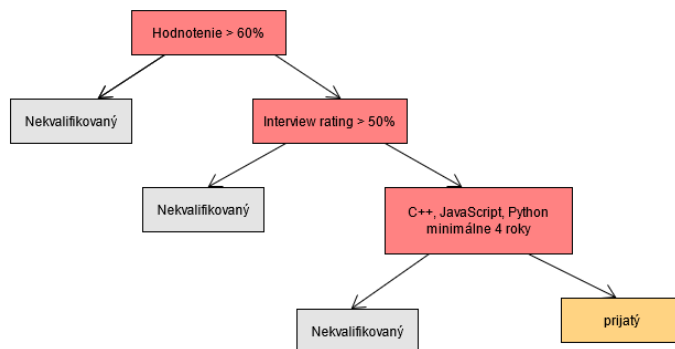 Hodnotenie > 60%
Nekvalifikovaný
Interview rating > 50%
Nekvalifikovaný
C++, JavaScript, Python
minimálne 4 roky
Nekvalifikovaný
prijatý